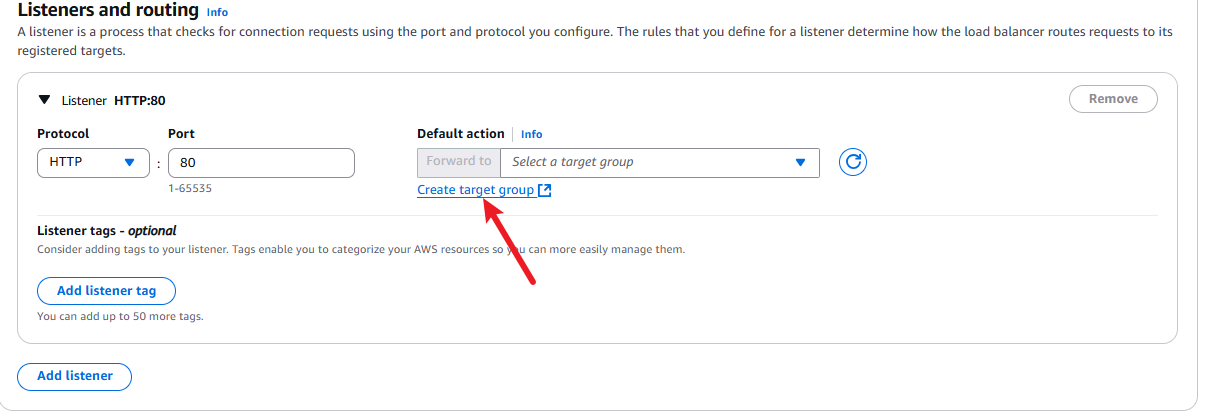 Listeners and routing Info
A listener is a process that checks for connection requests using the port and protocol you configure. The rules that you define for a listener determine how the load balancer routes requests to its
registered targets.
Listener HTTP:80
Remove
Protocol
Port
Default action Info
HTTP
:
80
Forward to
Select a target group
1-65535
Create target group
Listener tags - optional
Consider adding tags to your listener. Tags enable you to categorize your AWS resources so you can more easily manage them.
Add listener tag
You can add up to 50 more tags.
Add listener